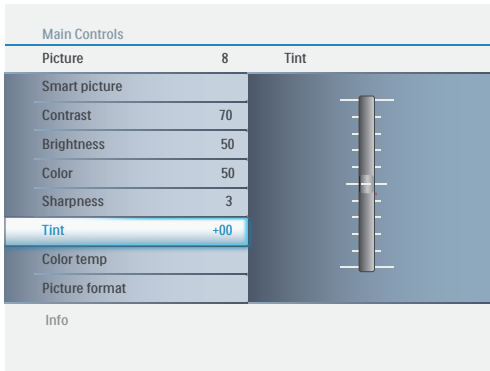 Main Controls
Picture 8 Tint
Smart picture
Contrast 70
Brightness 50
Color 50
Sharpness 3
Tint +00
Color temp
Picture format
Info